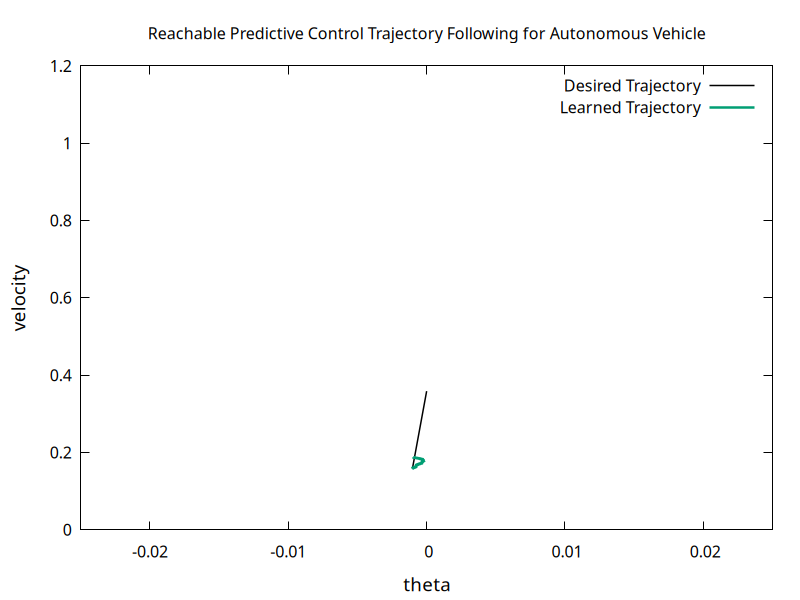 Reachable Predictive Control Trajectory Following for Autonomous Vehicle
Desired Trajectory
Learned Trajectory
velocity
1.2
1
0.8
0.6
0.4
0.2
0
-0.02 -0.01 0 0.01 0.02
theta